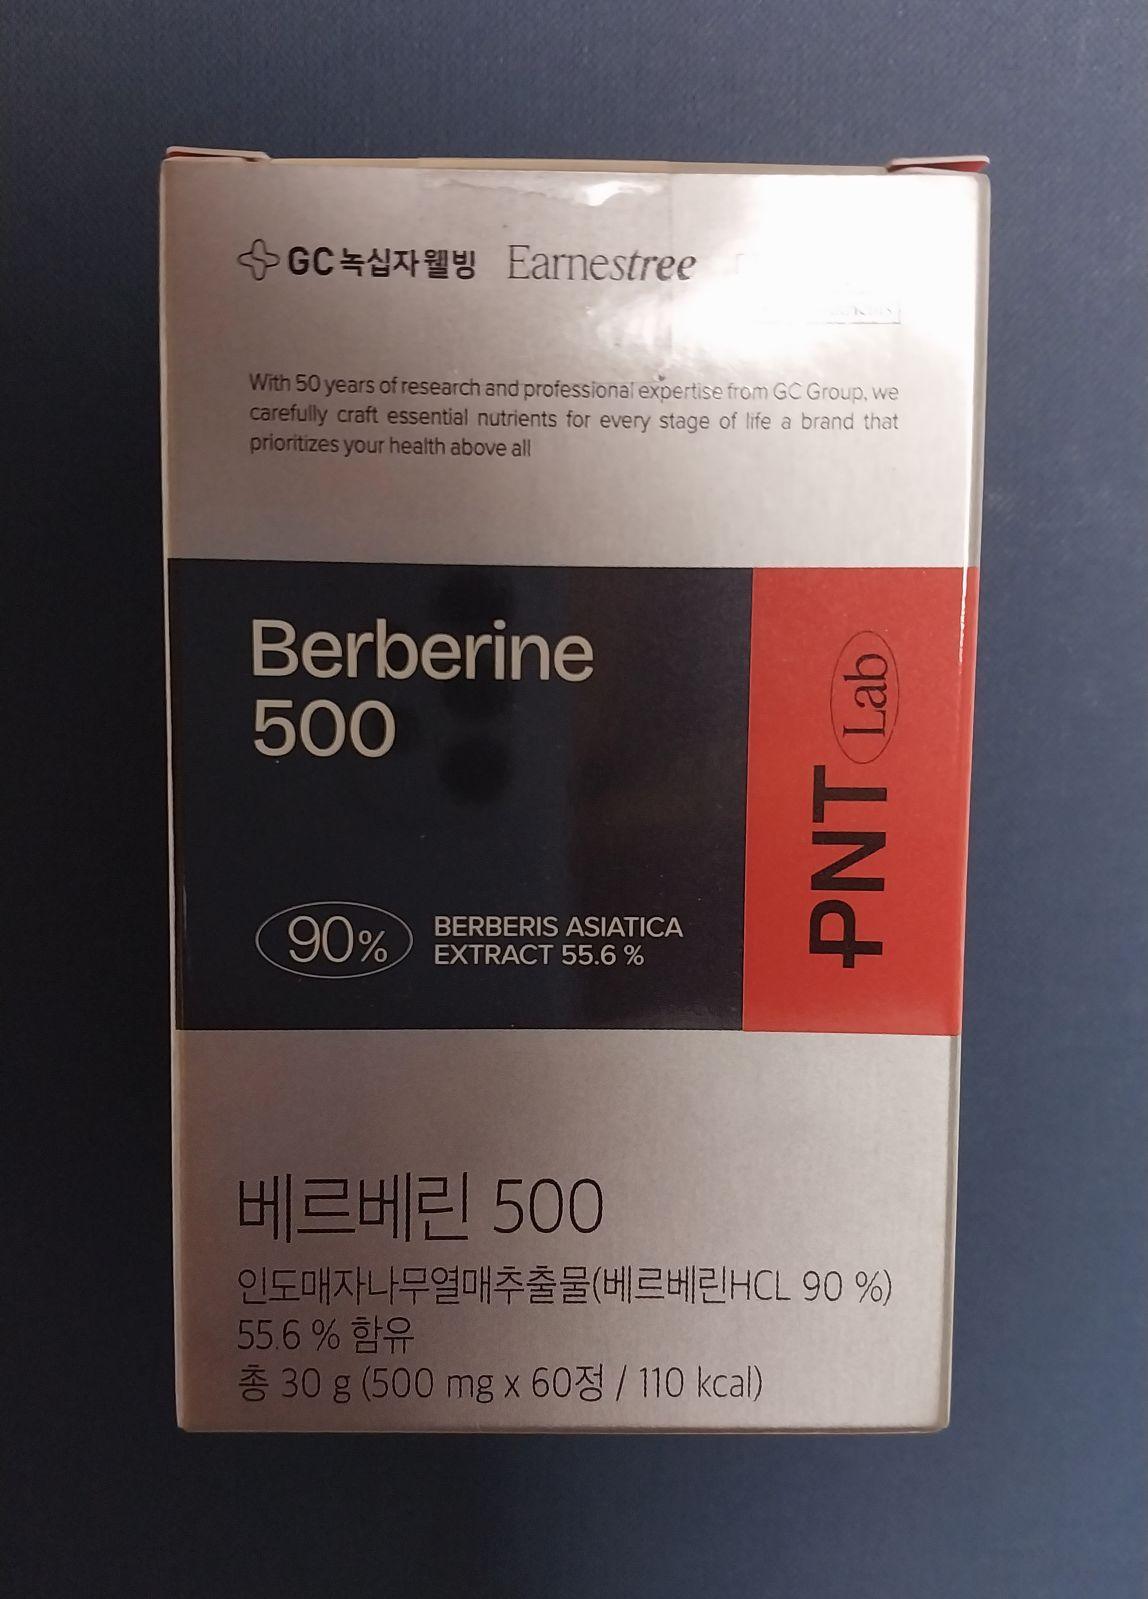 GC녹십자웰빙 Earnestree
With 50 years of research and professional expertise from GC Group, we
carefully craft essential nutrients for every stage of life a brand that
prioritizes your health above all
Berberine
500
PNT Lab
90% BERBERIS ASIATICA
EXTRACT 55.6 %
베르베린 500
인도매자나무열매추출물(베르베린HCL 90 %)
55.6 % 함유
총 30 g (500 mg x 60정 / 110 kcal)